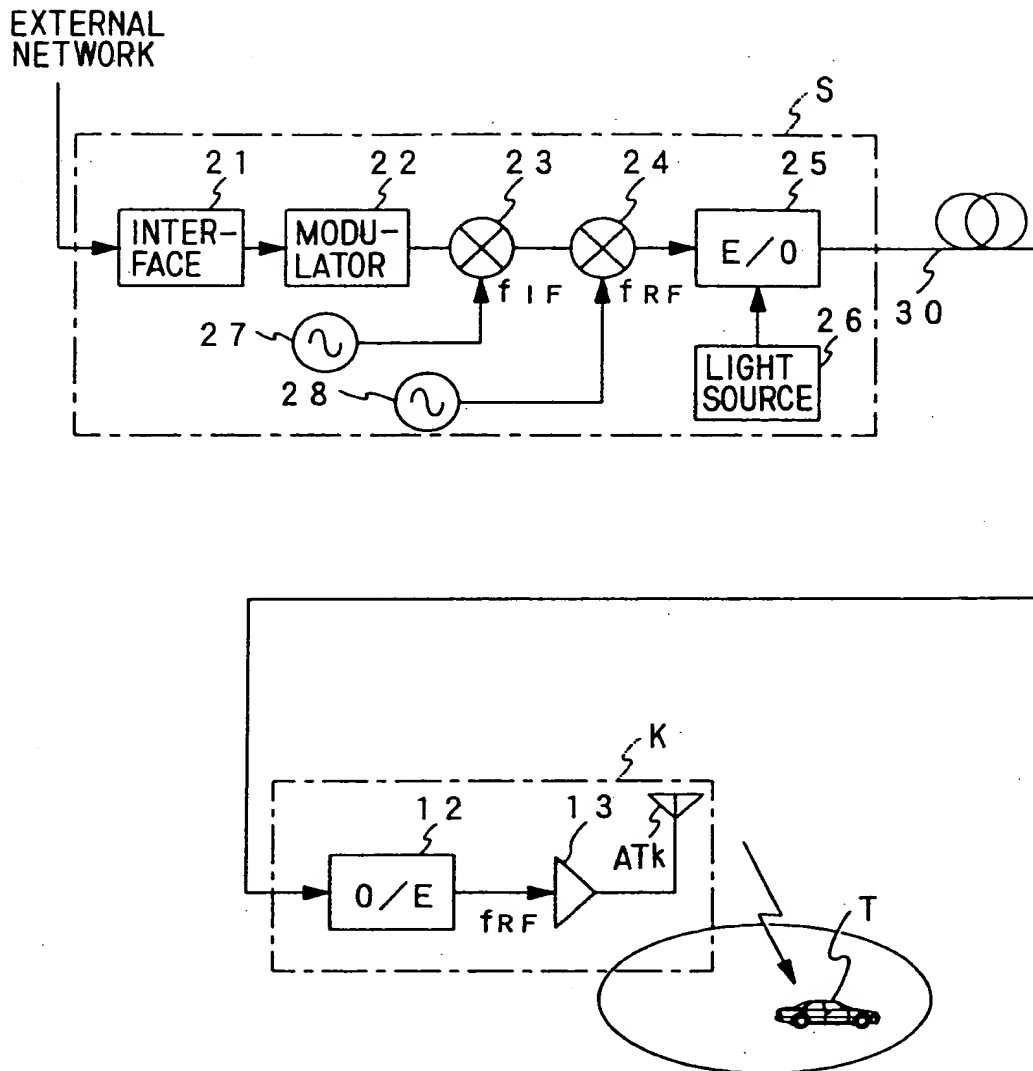 EXTERNAL
NETWORK
S
21
22
23
24
25
INTER-
FACE
MODU-
LATOR
E/O
fIF
fRF
30
27
26
28
LIGHT
SOURCE
K
12
13
ATk
O/E
fRF
T